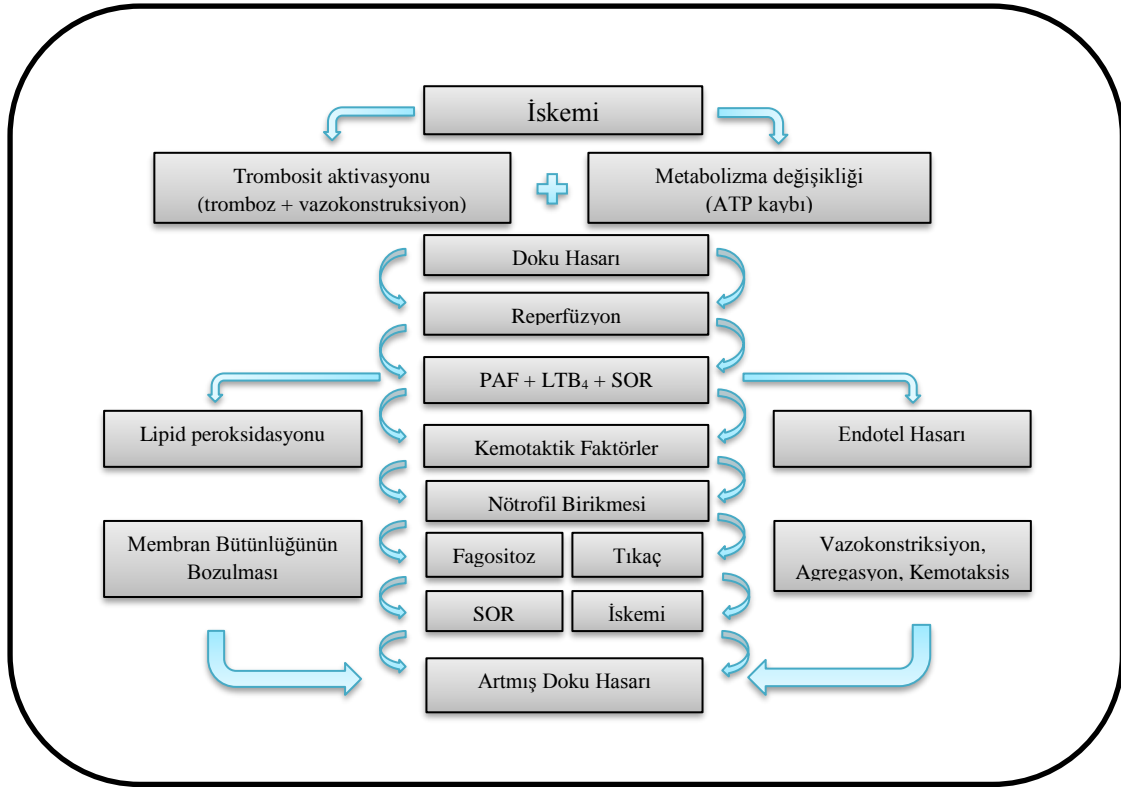 İskemi
Trombosit aktivasyonu
(tromboz + vazokonstruksiyon)
Metabolizma değişikliği
(ATP kaybı)
Doku Hasarı
Reperfüzyon
PAF + LTB₄ + SOR
Lipid peroksidasyonu
Endotel Hasarı
Kemotaktik Faktörler
Nötrofil Birikmesi
Membran Bütünlüğünün
Bozulması
Fagositoz
Tıkaç
Vazokonstriksiyon,
Agregasyon, Kemotaksis
SOR
İskemi
Artmış Doku Hasarı